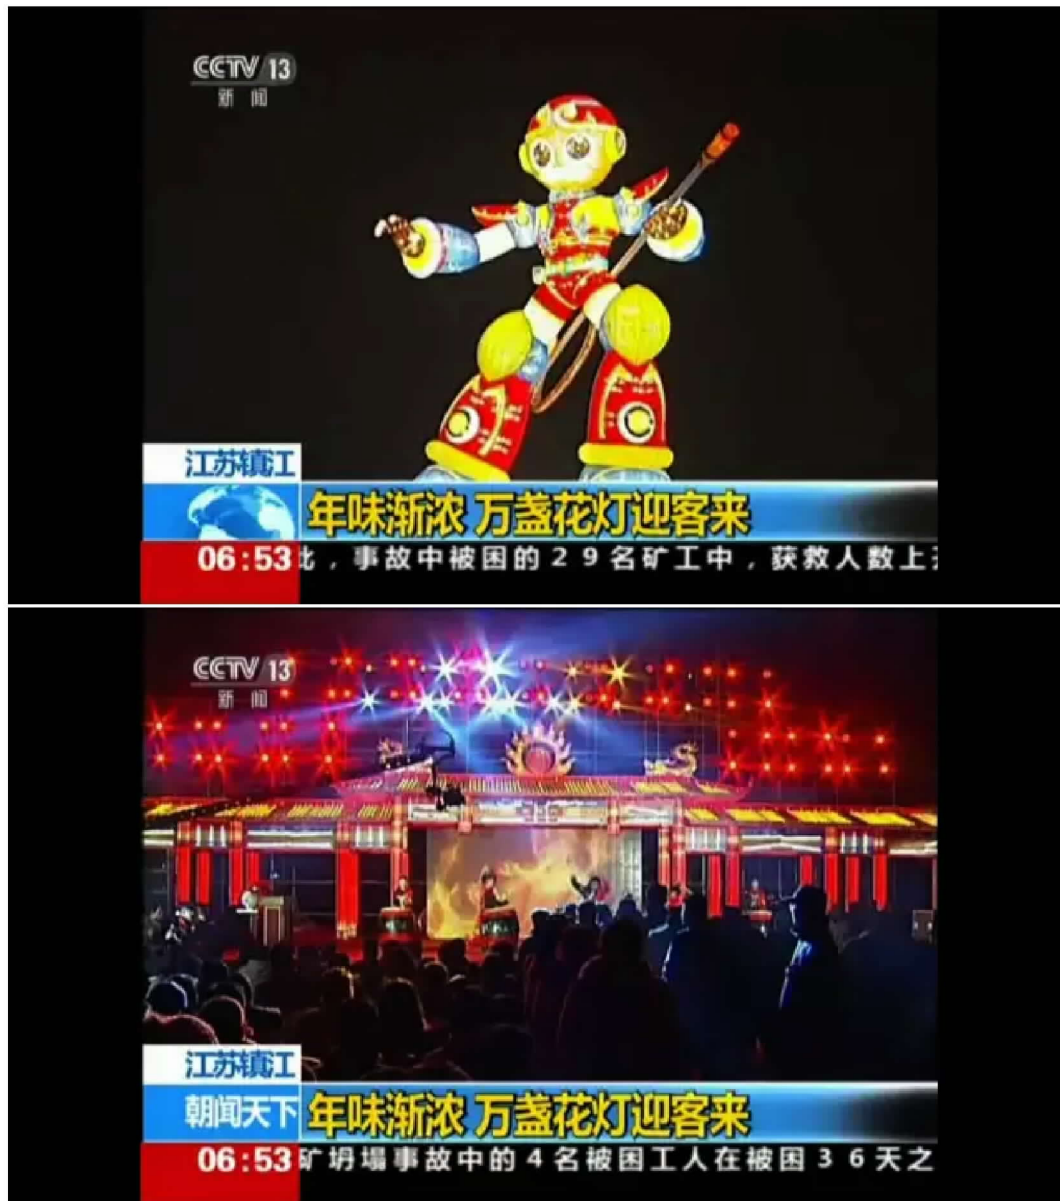 CCTV 13
新闻
江苏镇江
年味渐浓 万盏花灯迎客来
06:53
此，事故中被困的29名矿工中，获救人数上升
CCTV 13
新闻
江苏镇江
朝闻天下
年味渐浓 万盏花灯迎客来
06:53
矿坍塌事故中的4名被困工人在被困36天之